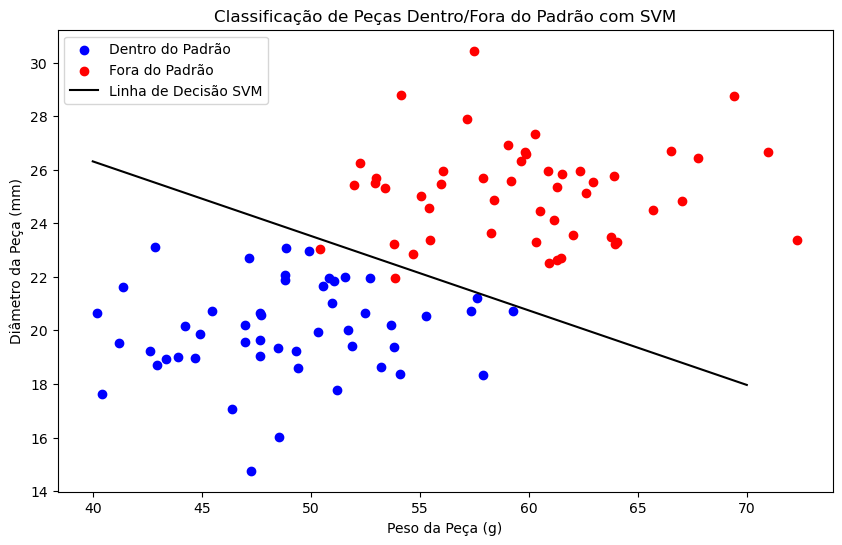 Classificação de Peças Dentro/Fora do Padrão com SVM
Dentro do Padrão
Fora do Padrão
Linha de Decisão SVM
Diâmetro da Peça (mm)
30
28
26
24
22
20
18
16
14
40 45 50 55 60 65 70
Peso da Peça (g)